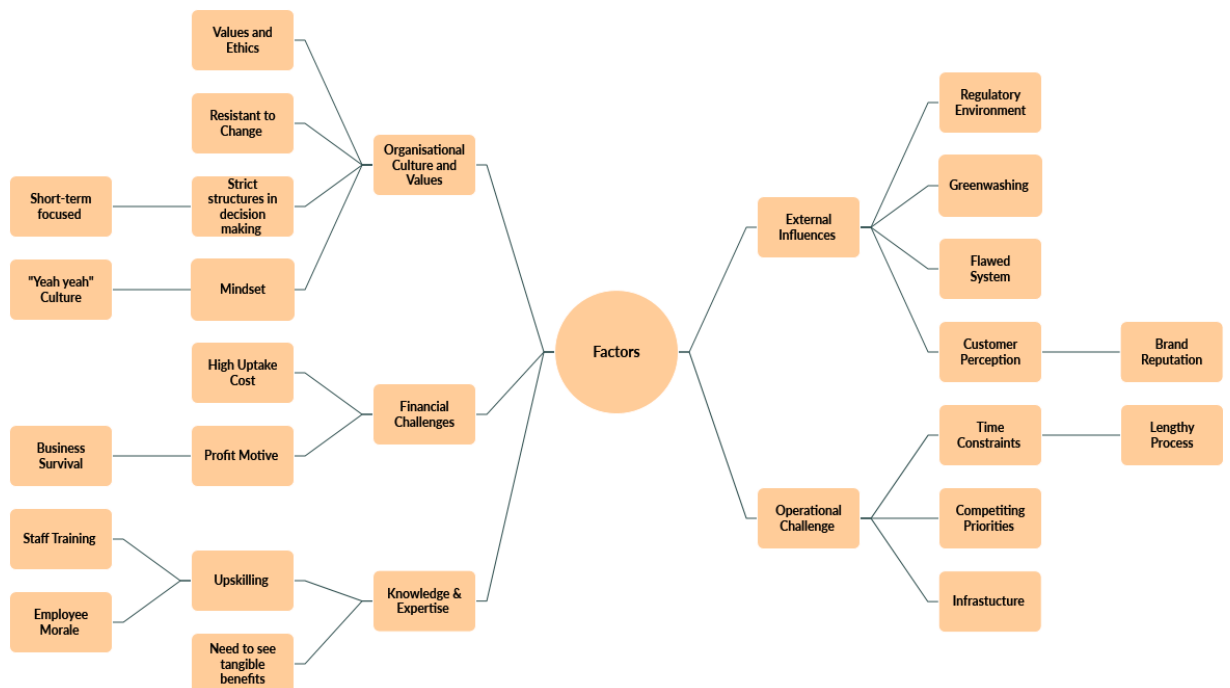 Values and
Ethics
Resistant to
Change
Organisational
Culture and
Values
Short-term
focused
Strict
structures in
decision
making
"Yeah yeah"
Culture
Mindset
High Uptake
Cost
Financial
Challenges
Business
Survival
Profit Motive
Staff Training
Upskilling
Employee
Morale
Knowledge &
Expertise
Need to see
tangible
benefits
Factors
Regulatory
Environment
Greenwashing
External
Influences
Flawed
System
Customer
Perception
Brand
Reputation
Time
Constraints
Lengthy
Process
Operational
Challenge
Competiting
Priorities
Infrastucture